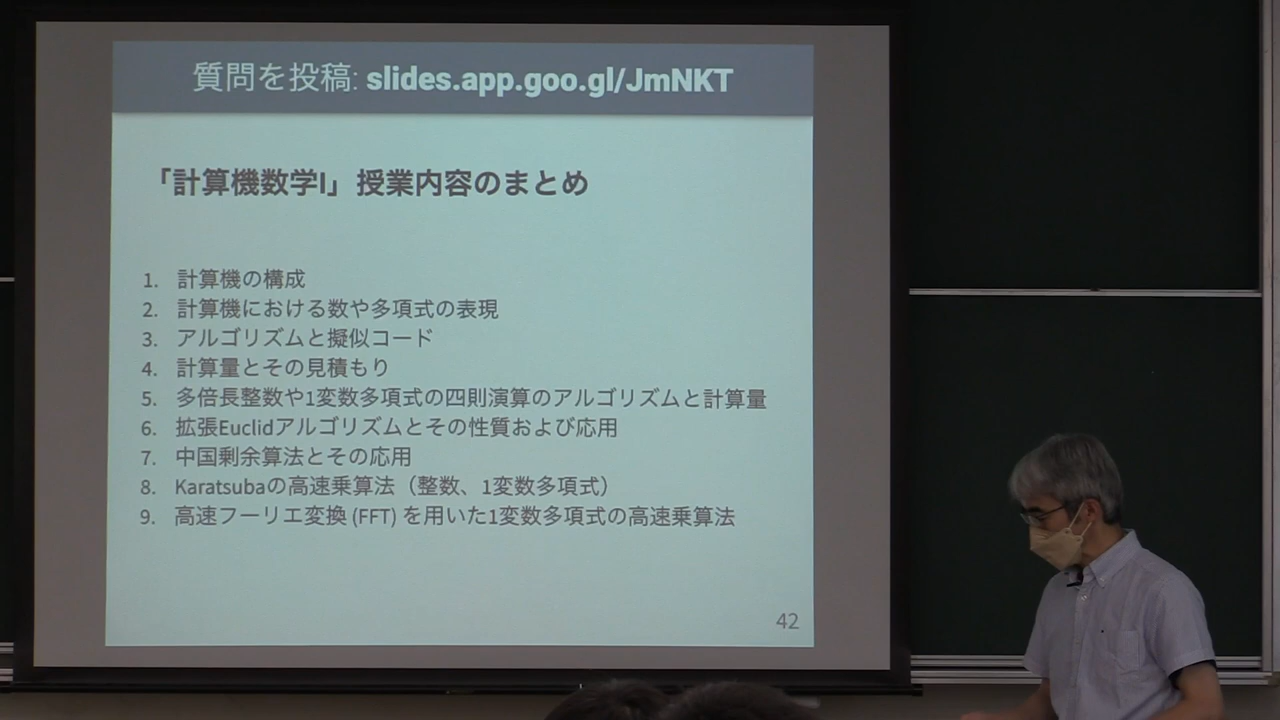 質問を投稿: slides.app.goo.gl/JmNKT
「計算機数学I」授業内容のまとめ
1. 計算機の構成
2. 計算機における数や多項式の表現
3. アルゴリズムと擬似コード
4. 計算量とその見積もり
5. 多倍長整数や1変数多項式の四則演算のアルゴリズムと計算量
6. 拡張Euclidアルゴリズムとその性質および応用
7. 中国剰余算法とその応用
8. Karatsubaの高速乗算法（整数、1変数多項式）
9. 高速フーリエ変換 (FFT) を用いた1変数多項式の高速乗算法
42